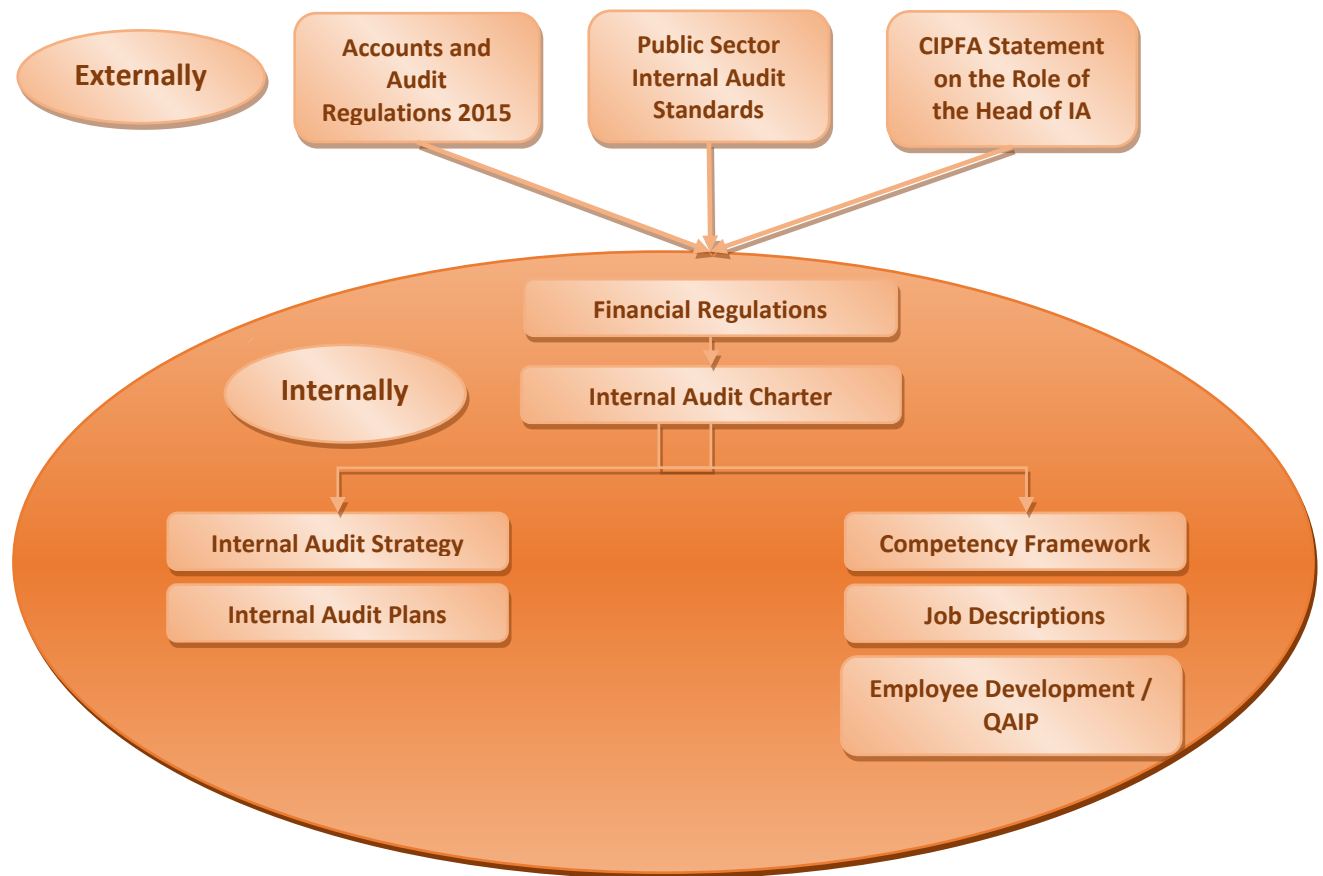 Externally
Accounts and
Audit
Regulations 2015
Public Sector
Internal Audit
Standards
CIPFA Statement
on the Role of
the Head of IA
Financial Regulations
Internally
Internal Audit Charter
Internal Audit Strategy
Internal Audit Plans
Competency Framework
Job Descriptions
Employee Development /
QAIP